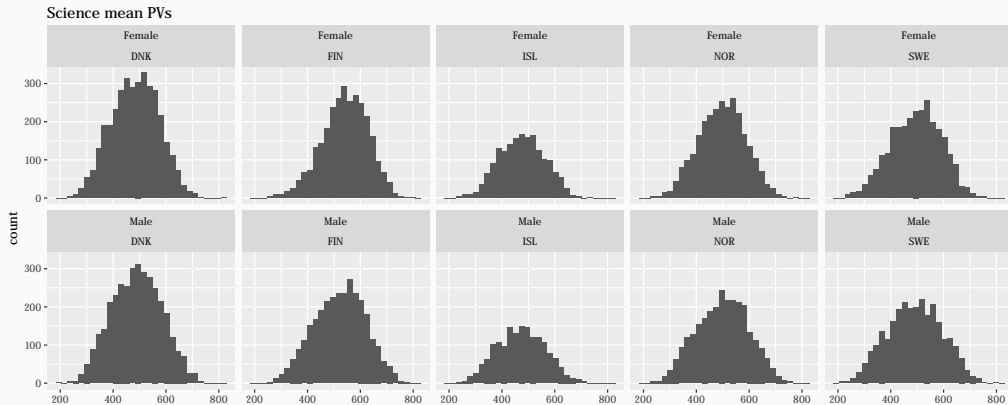 Science mean PVs
Female Female Female Female Female
DNK FIN ISL NOR SWE
300
200
100
0
Male Male Male Male Male
DNK FIN ISL NOR SWE
300
200
100
0
count
200 400 600 800 200 400 600 800 200 400 600 800 200 400 600 800 200 400 600 800